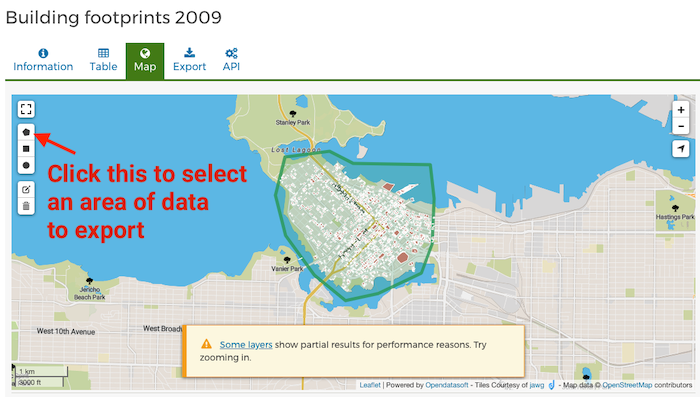 Building footprints 2009
Information Table Map Export API
Stanley Park
Lost Lagoon
+
−
Click this to select
an area of data
to export
Hastings Park
Vanier Park
Jericho
Beach Park
West 10th Avenue
West Broad
Some layers show partial results for performance reasons. Try
zooming in.
1 km
3000 ft
Leaflet | Powered by Opendatasoft - Tiles Courtesy of jawg - Map data © OpenStreetMap contributors